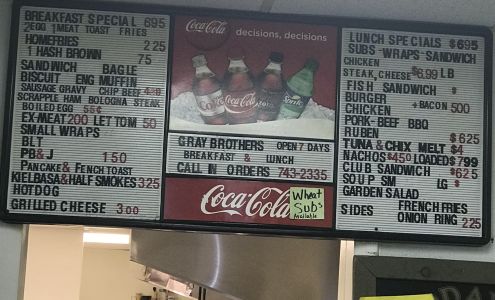 BREAKFAST SPECIAL 695
2EGG 1MEAT TOAST FRIES
HOMEFRIES 225
1 HASH BROWN 75
SANDWICH BAGLE
BISCUIT ENG MUFFIN
SAUSAGE GRAVY CHIP BEEF
SCRAPPLE HAM BOLOGNA STEAK
BOILED EGG
EX-MEAT 200 LET TOM 50
SMALL WRAPS
BLT
PB&J 150
PANCAKE & FENCH TOAST
KELBASA & HALF SMOKES 325
HOTDOG
GRILLED CHEESE 300
Coca-Cola
decisions, decisions
Coca-Cola
GRAY BROTHERS OPEN 7 DAYS
BREAKFAST & LUNCH
CALL IN ORDERS 743-2335
Coca-Cola
Wheat
Subs
Available
LUNCH SPECIALS $695
SUBS-WRAPS-SANDWICH
CHICKEN
STEAK, CHEESE $6.99 LB
FISH SANDWICH
BURGER
CHICKEN +BACON 500
PORK-BEEF BBQ
RUBEN $625
TUNA & CHIX MELT $4
NACHOS $450 LOADED $799
CLUB SANDWICH $625
SOUP SM LG
GARDEN SALAD
SIDES FRENCH FRIES
ONION RING 225